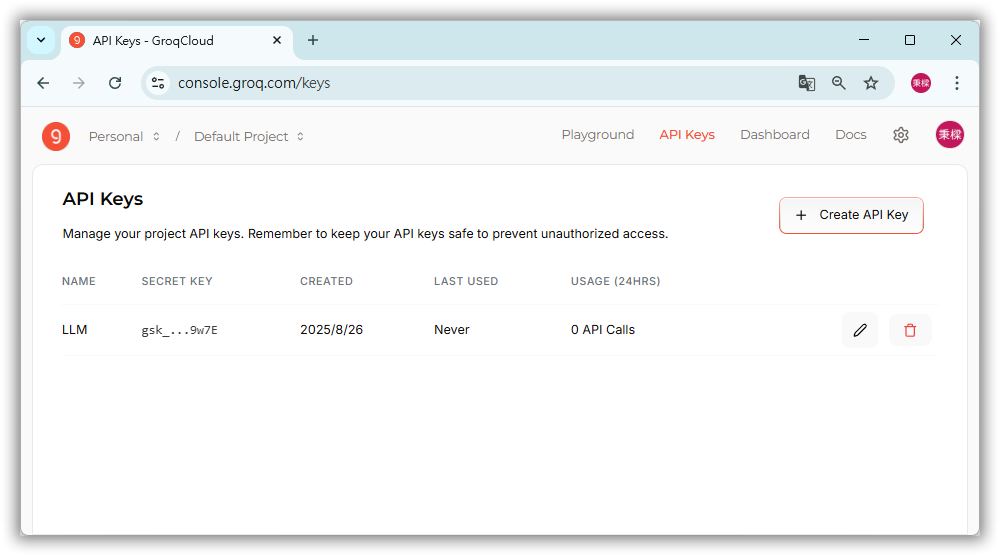 API Keys - GroqCloud
console.groq.com/keys
秉樑
Personal / Default Project
Playground API Keys Dashboard Docs
秉樑
API Keys
Create API Key
Manage your project API keys. Remember to keep your API keys safe to prevent unauthorized access.
NAME SECRET KEY CREATED LAST USED USAGE (24HRS)
LLM gsk_...9w7E 2025/8/26 Never 0 API Calls